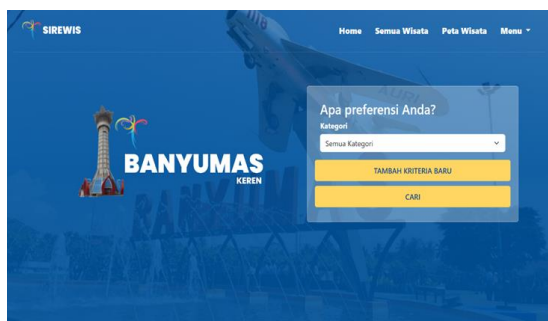 SIREWIS
Home Semua Wisata Peta Wisata Menu
AURI
Apa preferensi Anda?
Kategori
Semua Kategori
TAMBAH KRITERIA BARU
CARI
BANYUMAS
KEREN